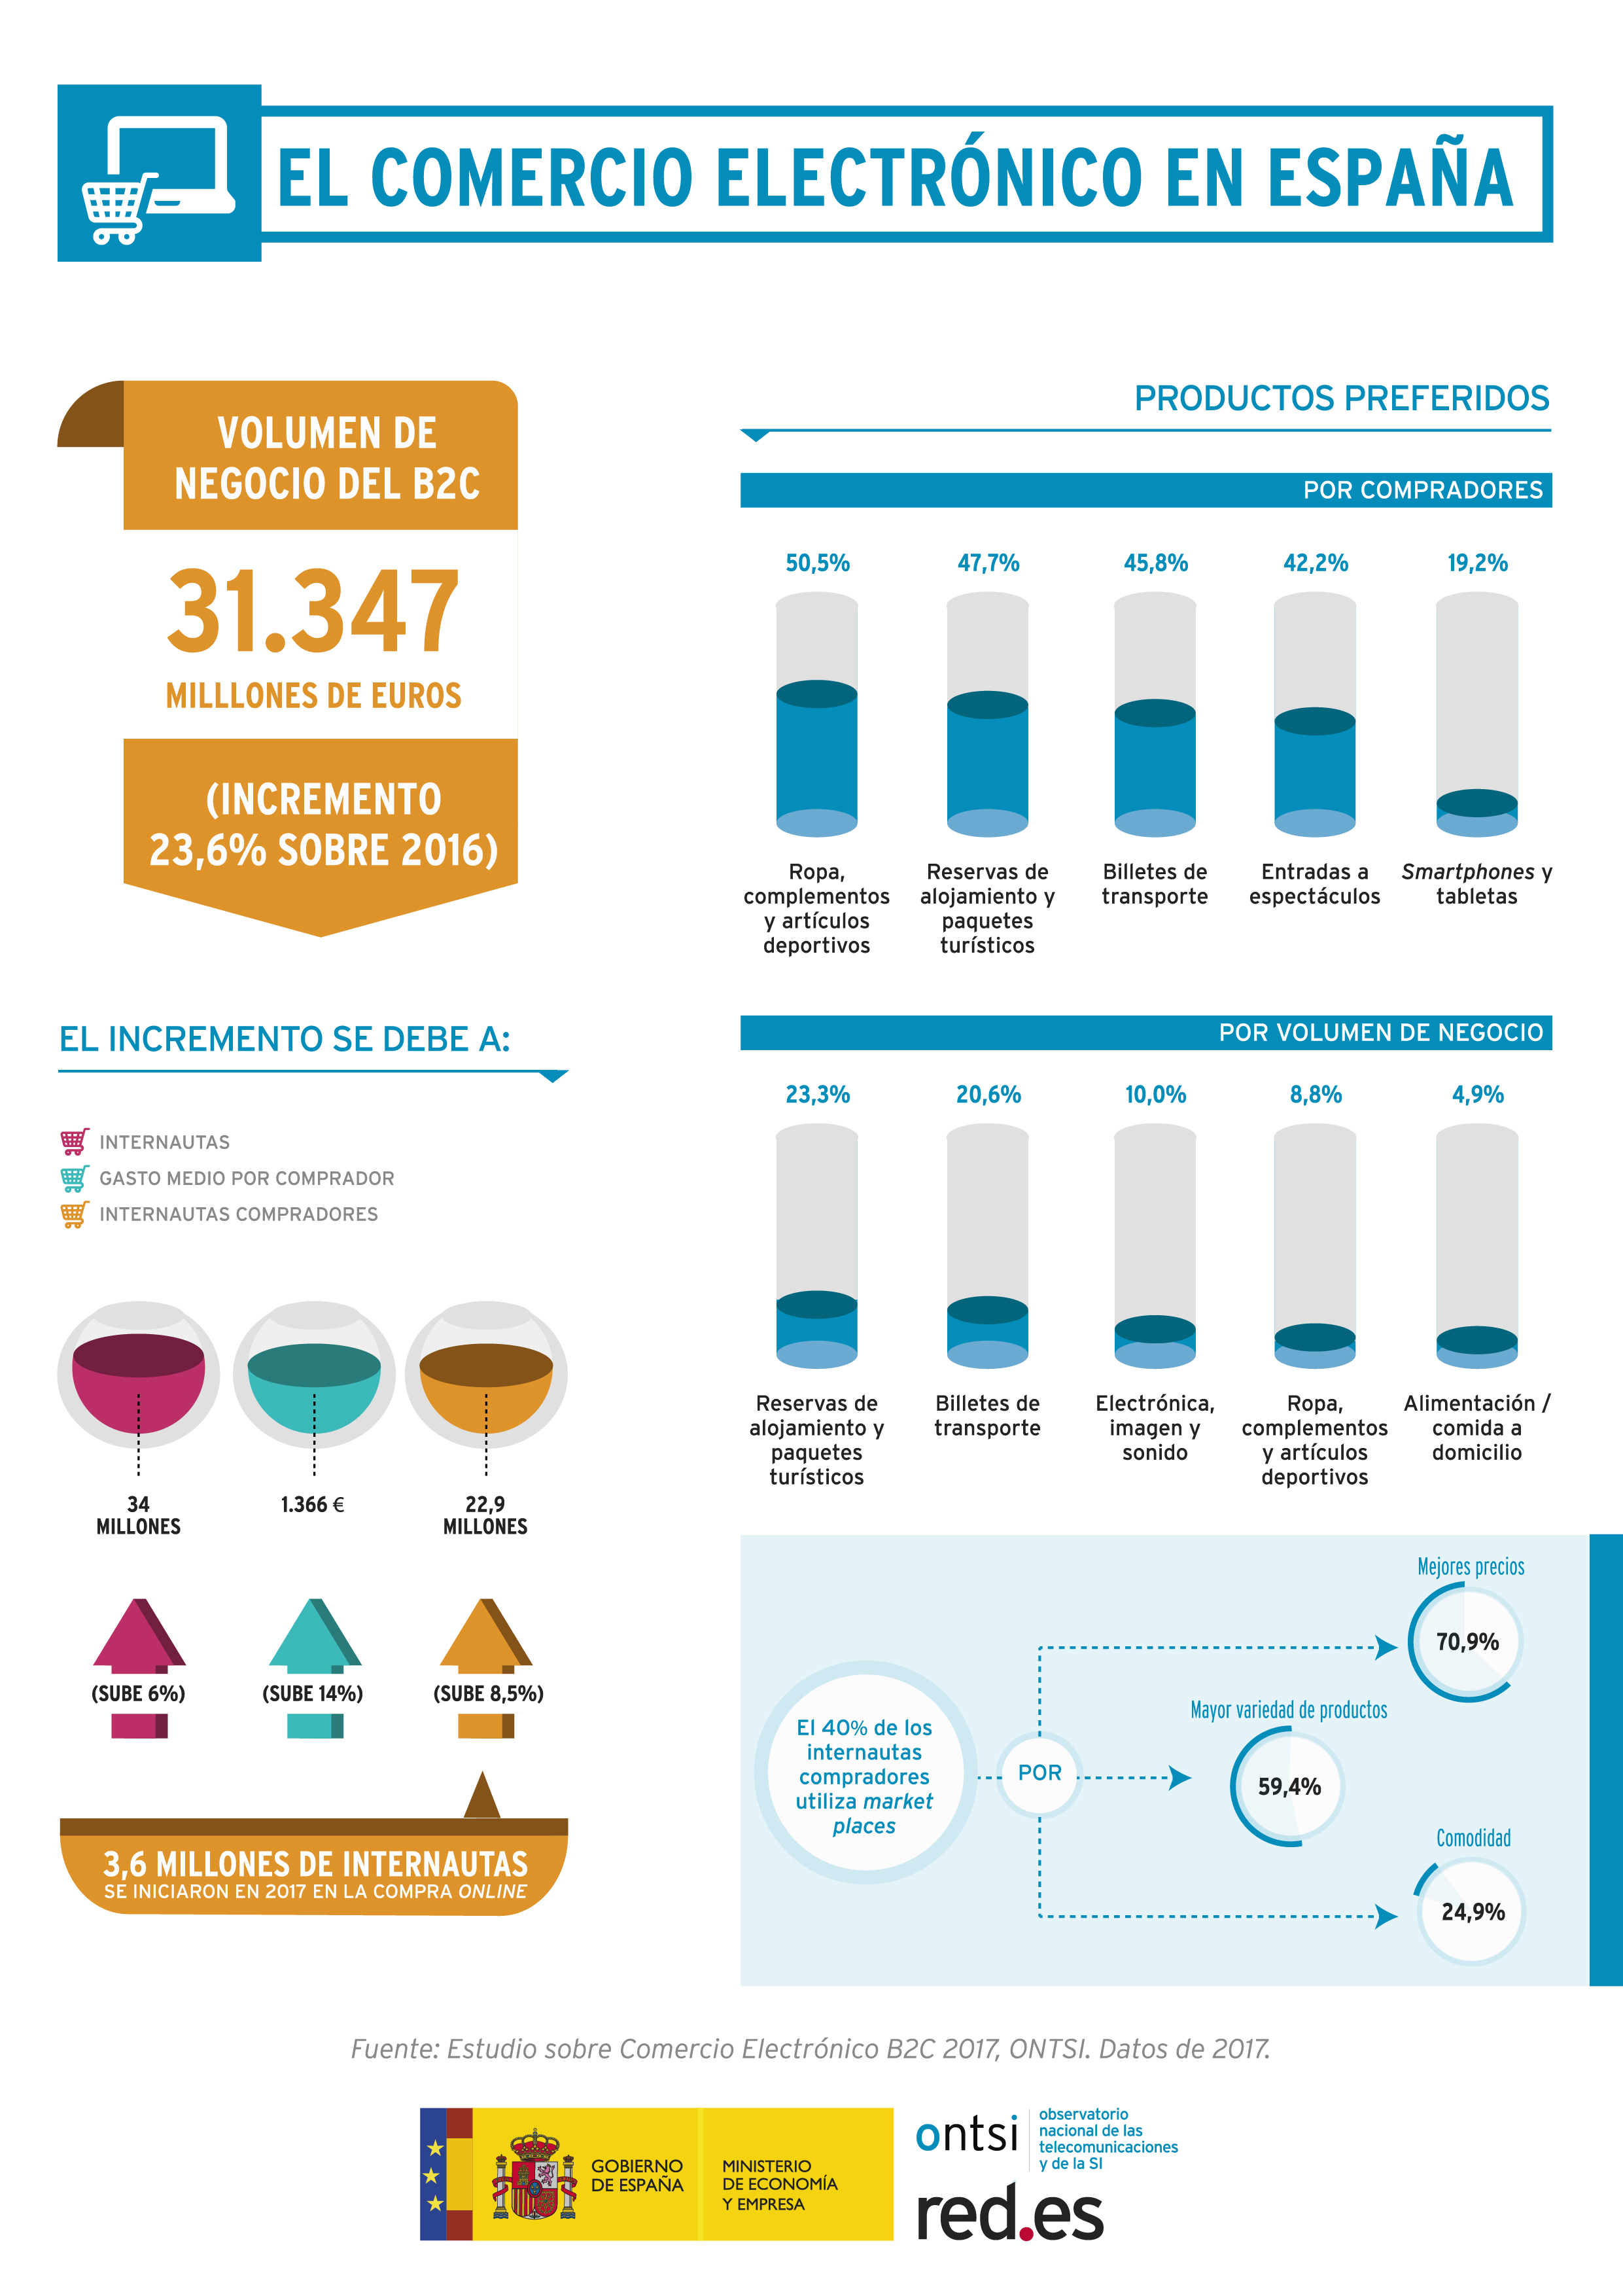 EL COMERCIO ELECTRÓNICO EN ESPAÑA
VOLUMEN DE
NEGOCIO DEL B2C
31.347
MILLLONES DE EUROS
(INCREMENTO
23,6% SOBRE 2016)
EL INCREMENTO SE DEBE A:
INTERNAUTAS
GASTO MEDIO POR COMPRADOR
INTERNAUTAS COMPRADORES
34
MILLONES
1.366 €
22,9
MILLONES
(SUBE 6%)
(SUBE 14%)
(SUBE 8,5%)
3,6 MILLONES DE INTERNAUTAS
SE INICIARON EN 2017 EN LA COMPRA ONLINE
PRODUCTOS PREFERIDOS
POR COMPRADORES
50,5%
47,7%
45,8%
42,2%
19,2%
Ropa,
complementos
y artículos
deportivos
Reservas de
alojamiento y
paquetes
turísticos
Billetes de
transporte
Entradas a
espectáculos
Smartphones y
tabletas
POR VOLUMEN DE NEGOCIO
23,3%
20,6%
10,0%
8,8%
4,9%
Reservas de
alojamiento y
paquetes
turísticos
Billetes de
transporte
Electrónica,
imagen y
sonido
Ropa,
complementos
y artículos
deportivos
Alimentación /
comida a
domicilio
El 40% de los
internautas
compradores
utiliza market
places
POR
Mejores precios
70,9%
Mayor variedad de productos
59,4%
Comodidad
24,9%
Fuente: Estudio sobre Comercio Electrónico B2C 2017, ONTSI. Datos de 2017.
GOBIERNO
DE ESPAÑA
MINISTERIO
DE ECONOMÍA
Y EMPRESA
ontsi
observatorio
nacional de las
telecomunicaciones
y de la SI
red.es